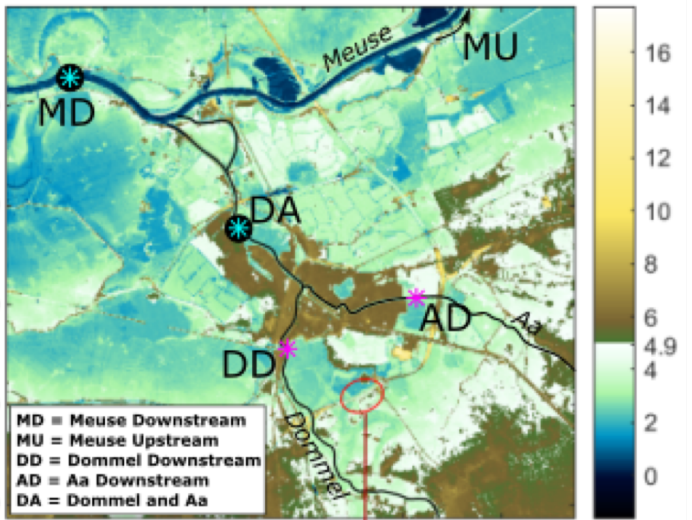 Meuse
MU
MD
DA
AD
Aa
DD
Dommel
MD = Meuse Downstream
MU = Meuse Upstream
DD = Dommel Downstream
AD = Aa Downstream
DA = Dommel and Aa
16
14
12
10
8
6
4.9
4
2
0